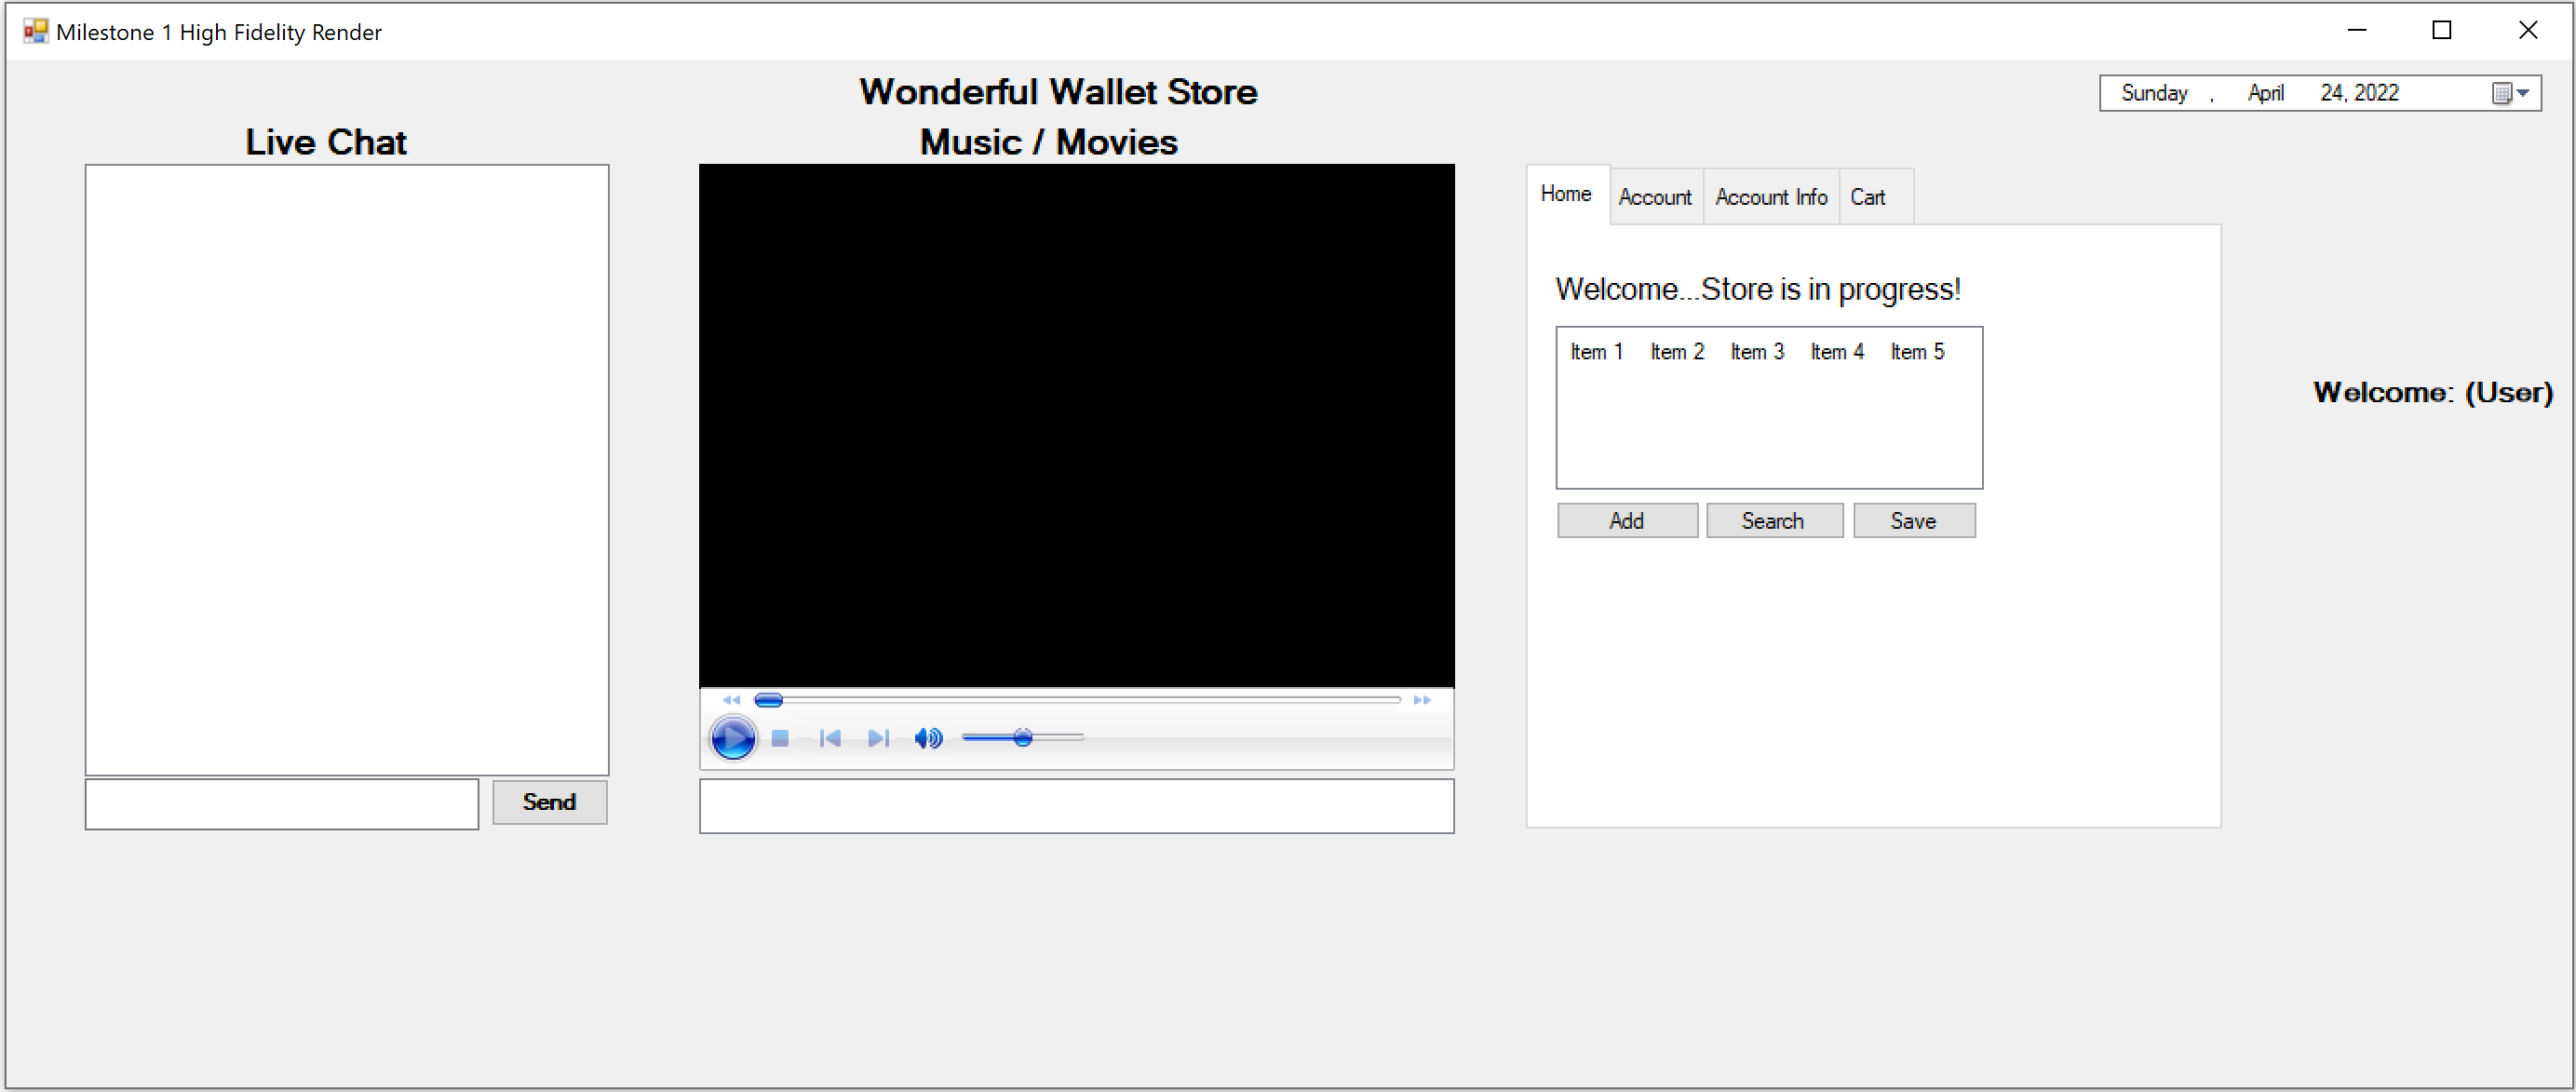 Milestone 1 High Fidelity Render
Wonderful Wallet Store
Sunday , April 24, 2022
Live Chat
Music / Movies
Home Account Account Info Cart
Welcome...Store is in progress!
Item 1 Item 2 Item 3 Item 4 Item 5
Welcome: (User)
Add Search Save
Send